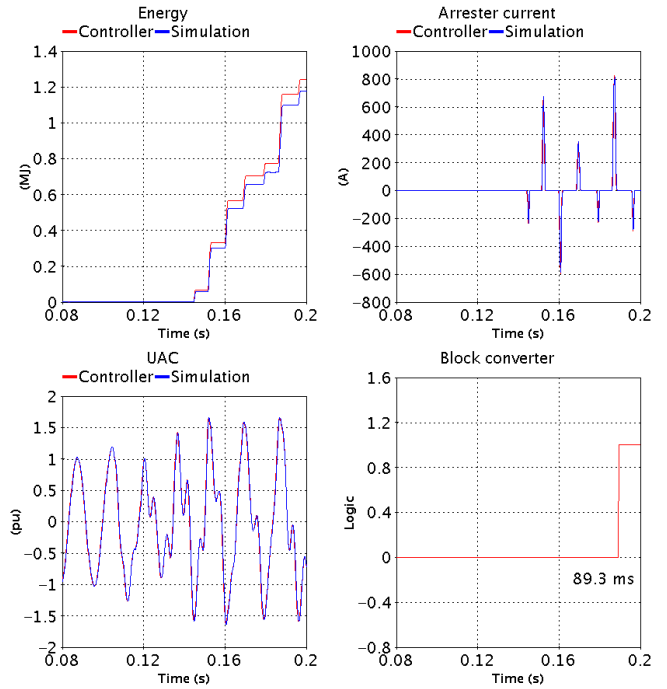 Energy
Controller Simulation
1.4
1.2
1.0
0.8
0.6
0.4
0.2
0
(MJ)
0.08 0.12 0.16 0.2
Time (s)
Arrester current
Controller Simulation
1000
800
600
400
200
0
−200
−400
−600
−800
(A)
0.08 0.12 0.16 0.2
Time (s)
UAC
Controller Simulation
2
1.5
1
0.5
0
−0.5
−1
−1.5
−2
(pu)
0.08 0.12 0.16 0.2
Time (s)
Block converter
1.6
1.2
0.8
0.4
0
−0.4
−0.8
Logic
89.3 ms
0.08 0.12 0.16 0.2
Time (s)